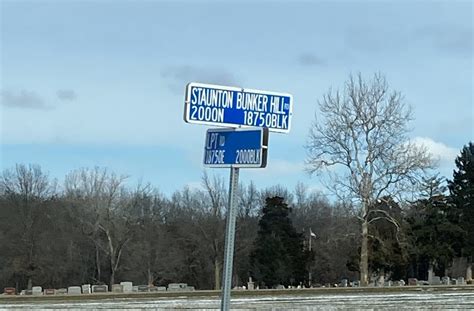 STAUNTON BUNKER HILL RD
2000N 18750BLK
LPT RD
18750E 2000BLK